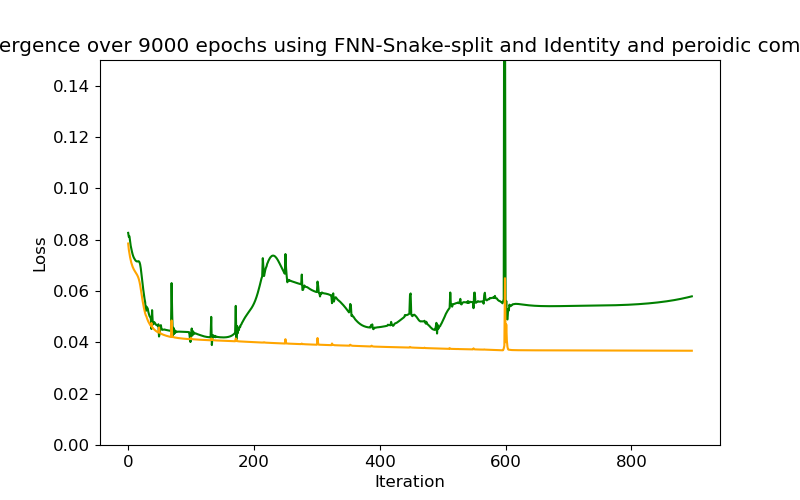 ergence over 9000 epochs using FNN-Snake-split and Identity and peroidic com
0.14
0.12
0.10
0.08
0.06
0.04
0.02
0.00
Loss
0 200 400 600 800
Iteration